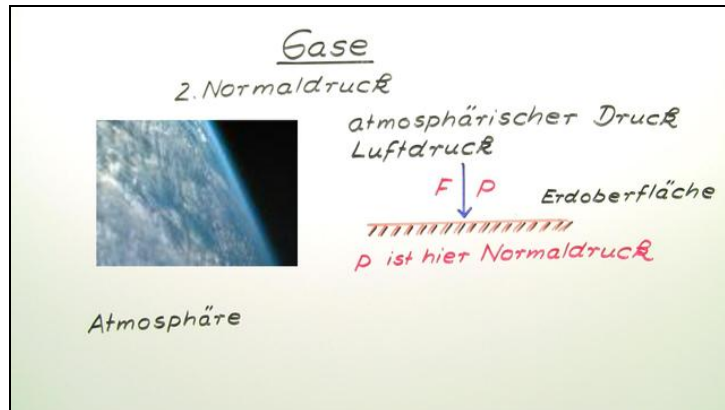 Gase
2. Normaldruck
atmosphärischer Druck
Luftdruck
F p
Erdoberfläche
p ist hier Normaldruck
Atmosphäre